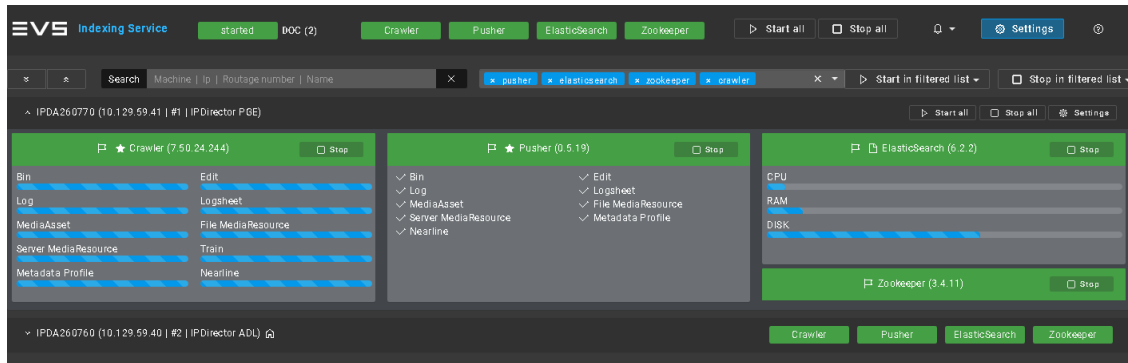 EVS Indexing Service started DOC (2) Crawler Pusher ElasticSearch Zookeeper Start all Stop all Settings
Search Machine | Ip | Routage number | Name × pusher × elasticsearch × zookeeper × crawler Start in filtered list Stop in filtered list
IPDA260770 (10.129.59.41 | #1 | IPDirector PGE) Start all Stop all Settings
Crawler (7.50.24.244) Stop
Bin Edit
Log Logsheet
MediaAsset File MediaResource
Server MediaResource Train
Metadata Profile Nearline
Pusher (0.5.19) Stop
Bin Edit
Log Logsheet
MediaAsset File MediaResource
Server MediaResource Metadata Profile
Nearline
ElasticSearch (6.2.2) Stop
CPU
RAM
DISK
Zookeeper (3.4.11) Stop
IPDA260760 (10.129.59.40 | #2 | IPDirector ADL) Crawler Pusher ElasticSearch Zookeeper